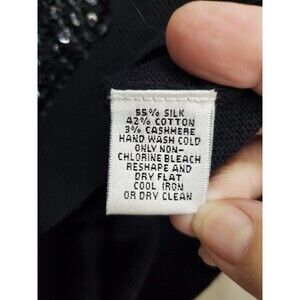 55% SILK
42% COTTON
3% CASHMERE
HAND WASH COLD
ONLY NON-
CHLORINE BLEACH
RESHAPE AND
DRY FLAT
COOL IRON
OR DRY CLEAN